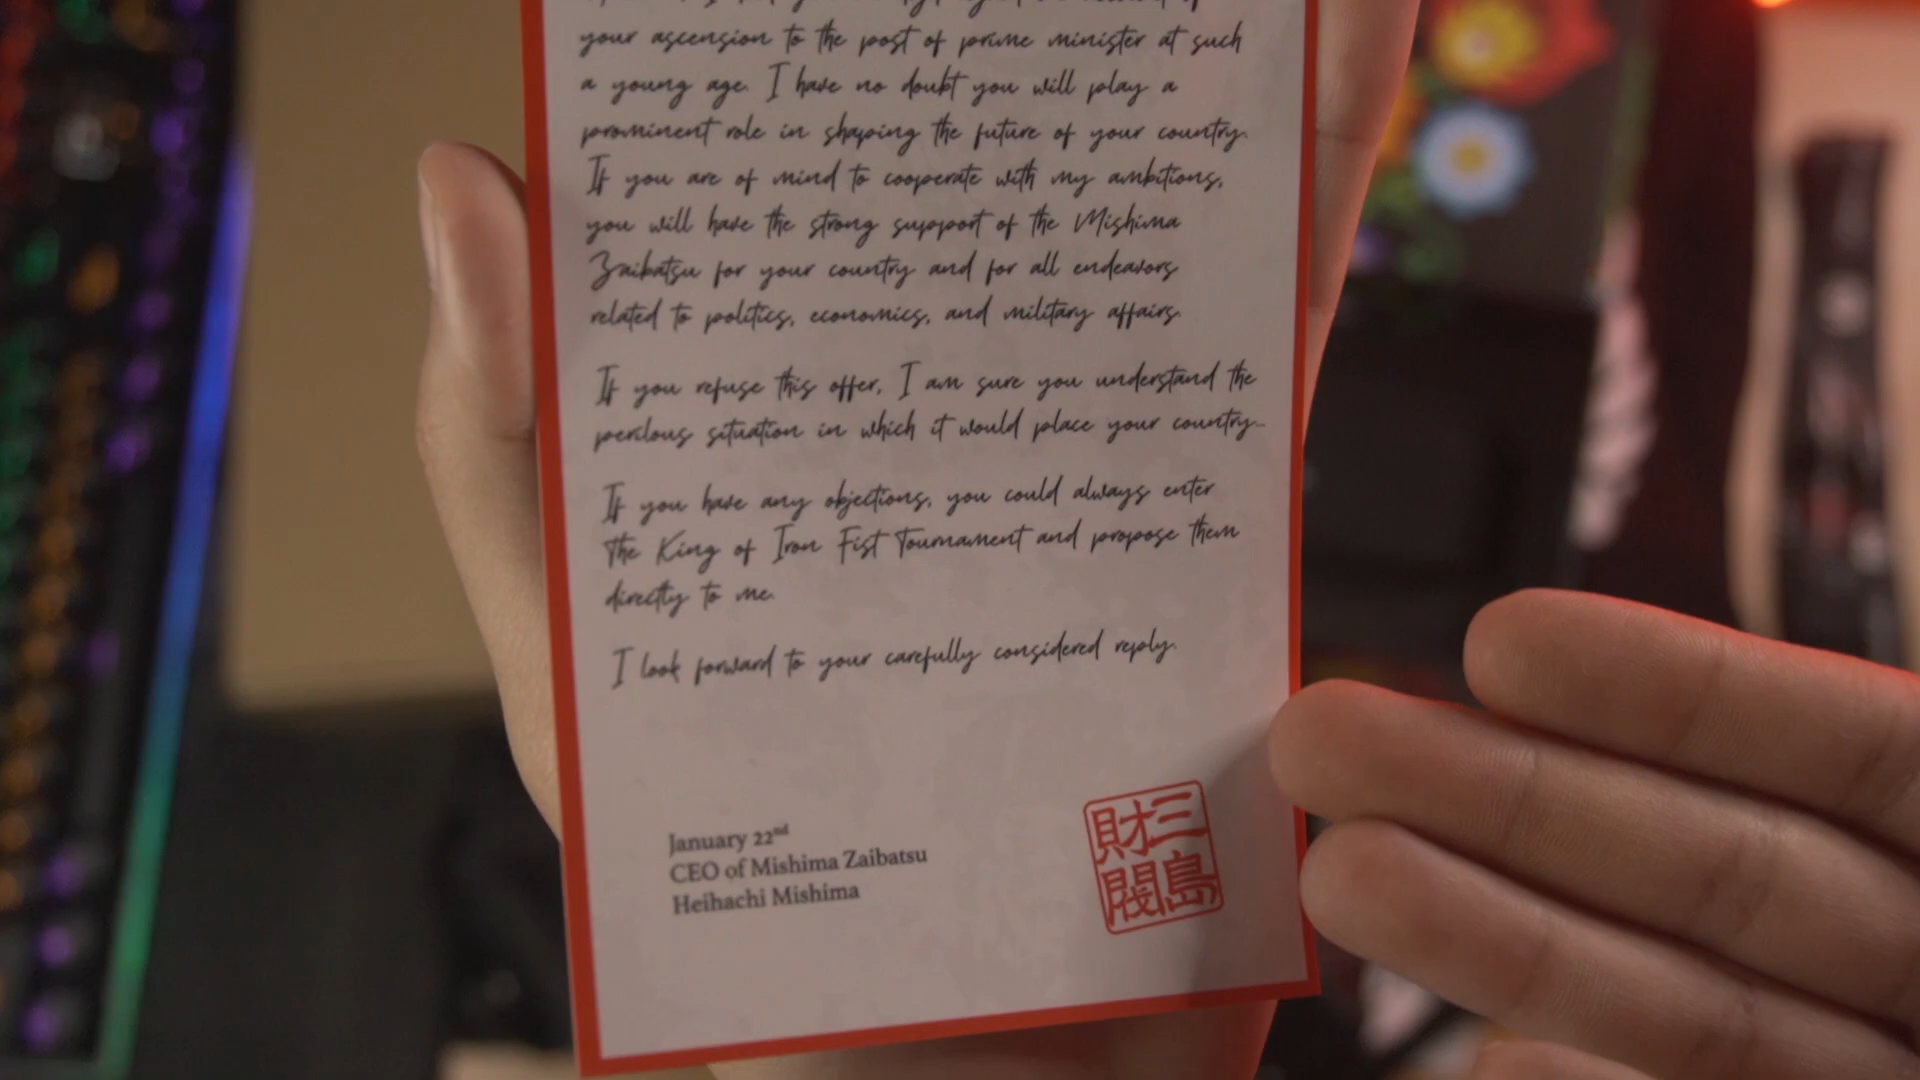 your ascension to the post of prime minister at such
a young age. I have no doubt you will play a
prominent role in shaping the future of your country.
If you are of mind to cooperate with my ambitions,
you will have the strong support of the Mishima
Zaibatsu for your country and for all endeavors
related to politics, economics, and military affairs.
If you refuse this offer, I am sure you understand the
perilous situation in which it would place your country...
If you have any objections, you could always enter
The King of Iron Fist Tournament and propose them
directly to me.
I look forward to your carefully considered reply.
January 22nd
CEO of Mishima Zaibatsu
Heihachi Mishima
三島
財閥